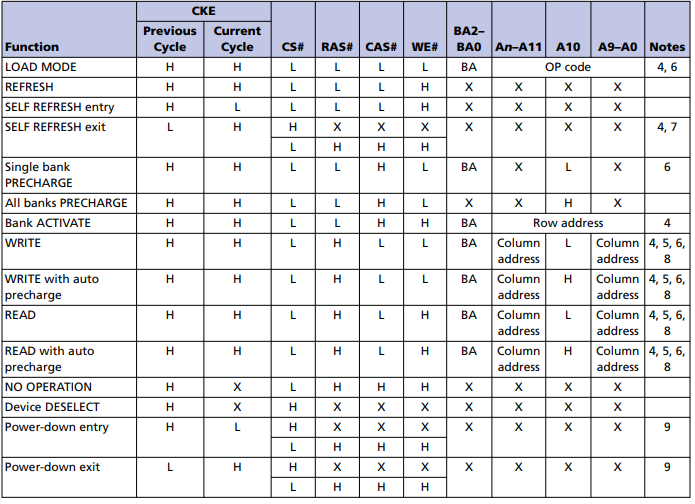 CKE
Function Previous Cycle Current Cycle CS# RAS# CAS# WE# BA2–BA0 An–A11 A10 A9–A0 Notes
LOAD MODE H H L L L L BA OP code 4, 6
REFRESH H H L L L H X X X X
SELF REFRESH entry H L L L L H X X X X
SELF REFRESH exit L H H X X X X X X X 4, 7
L H H H
Single bank PRECHARGE H H L L H L BA X L X 6
All banks PRECHARGE H H L L H L X X H X
Bank ACTIVATE H H L L H H BA Row address 4
WRITE H H L H L L BA Column address L Column address 4, 5, 6, 8
WRITE with auto precharge H H L H L L BA Column address H Column address 4, 5, 6, 8
READ H H L H L H BA Column address L Column address 4, 5, 6, 8
READ with auto precharge H H L H L H BA Column address H Column address 4, 5, 6, 8
NO OPERATION H X L H H H X X X X
Device DESELECT H X H X X X X X X X
Power-down entry H L H X X X X X X X 9
L H H H
Power-down exit L H H X X X X X X X 9
L H H H